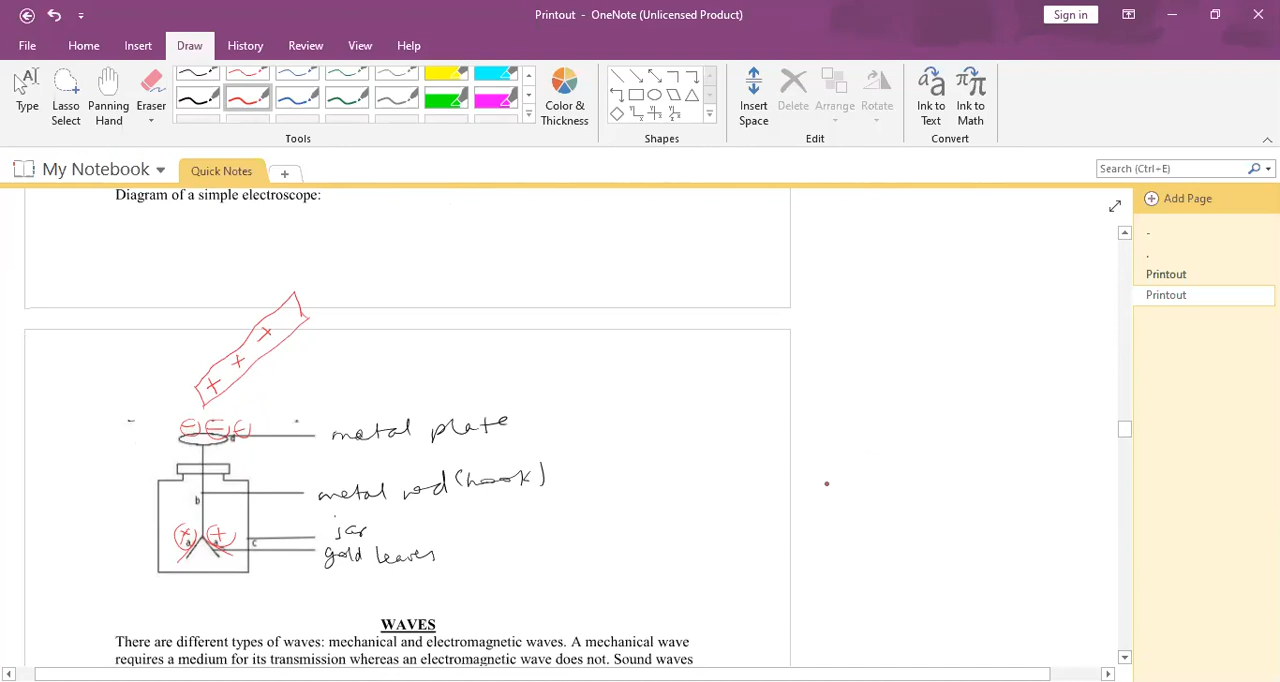 Printout - OneNote (Unlicensed Product)
Sign in
File Home Insert Draw History Review View Help
Type
Lasso Select
Panning Hand
Eraser
Color & Thickness
Insert Space
Delete
Arrange
Rotate
Ink to Text
Ink to Math
Tools
Shapes
Edit
Convert
My Notebook
Quick Notes
Search (Ctrl+E)
Add Page
-
.
Printout
Printout
Diagram of a simple electroscope:
+ + +
- - -
metal plate
d
metal rod (hook)
b
jar
c
gold leaves
+ +
a a
WAVES
There are different types of waves: mechanical and electromagnetic waves. A mechanical wave
requires a medium for its transmission whereas an electromagnetic wave does not. Sound waves